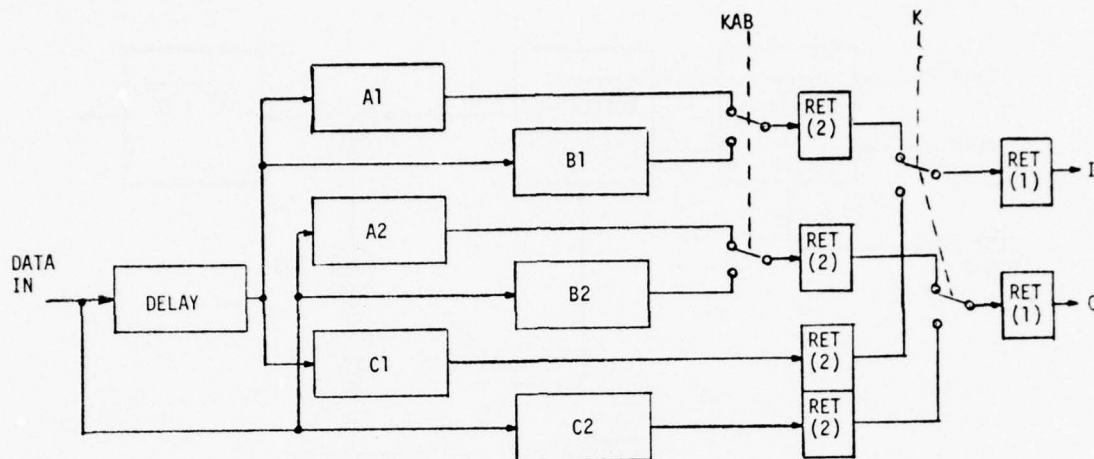 KAB
K
A1
RET
(2)
B1
RET
(1)
I
A2
DATA
IN
RET
(2)
DELAY
B2
RET
(1)
C1
RET
(2)
C2
RET
(2)